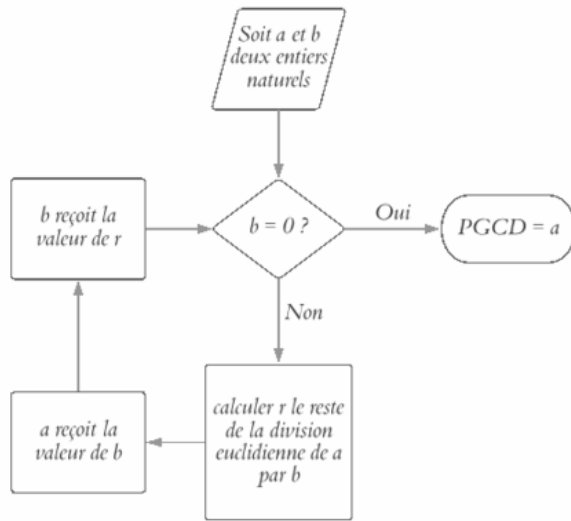 Soit a et b
deux entiers
naturels
b = 0 ?
Oui
PGCD = a
Non
calculer r le reste
de la division
euclidienne de a
par b
a reçoit la
valeur de b
b reçoit la
valeur de r